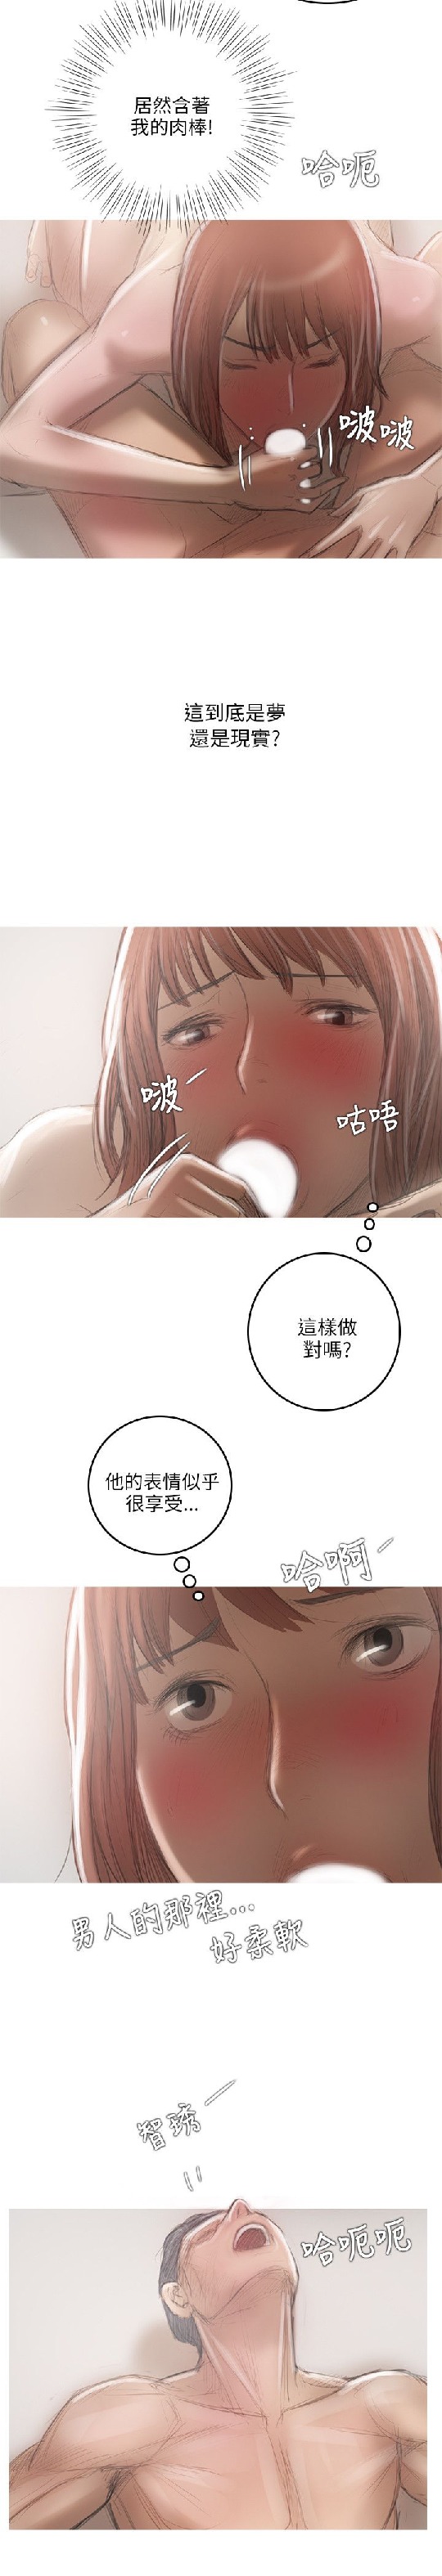 居然含著
我的肉棒!
哈呃
啵啵
這到底是夢
還是現實?
啵
咕唔
這樣做
對嗎?
他的表情似乎
很享受...
哈啊
男人的那裡...
好柔軟
智琇
哈呃呃